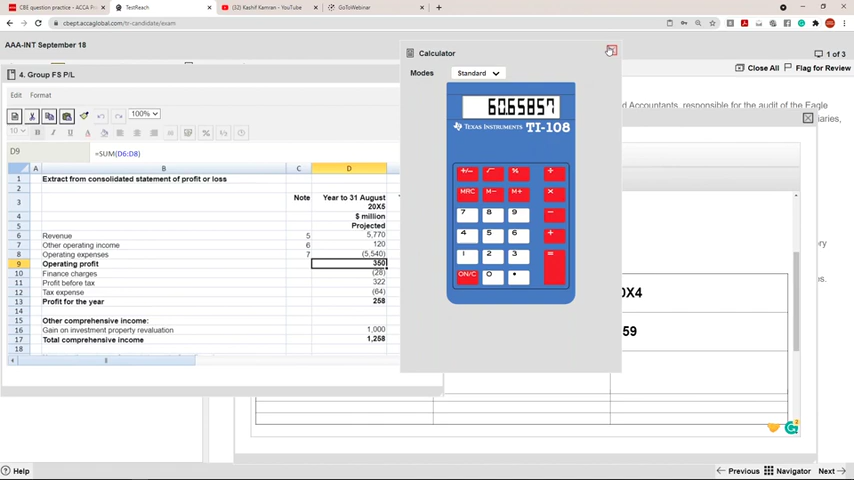 CBE question practice - ACCA P
TestReach
(32) Kashif Kamran - YouTube
GoToWebinar
cbept.accaglobal.com/tr-candidate/exam
AAA-INT September 18
1 of 3
Close All
Flag for Review
4. Group FS P/L
Calculator
d Accountants, responsible for the audit of the Eagle
iaries,
Modes
Standard
Edit Format
100%
60.65857
TEXAS INSTRUMENTS TI-108
10
B I U
D9
=SUM(D6:D8)
A B C D
1 Extract from consolidated statement of profit or loss
2
3 Note Year to 31 August 20X5
4 $ million
5 Projected
6 Revenue 5 5,770
7 Other operating income 6 120
8 Operating expenses 7 (5,540)
9 Operating profit 350
10 Finance charges (28)
11 Profit before tax 322
12 Tax expense (64)
13 Profit for the year 258
14
15 Other comprehensive income:
16 Gain on investment property revaluation 1,000
17 Total comprehensive income 1,258
18
+/- √ % ÷
MRC M- M+ ×
7 8 9 −
4 5 6 +
1 2 3 =
ON/C 0 •
ory
es.
0X4
59
Help
Previous
Navigator
Next